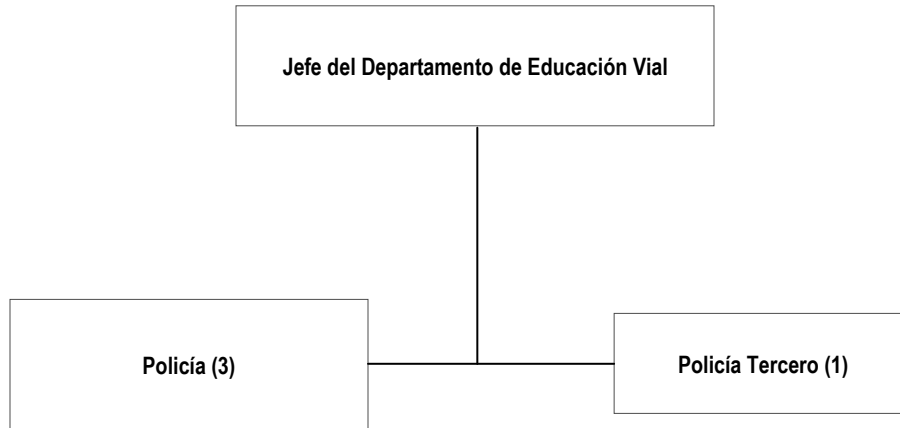 Jefe del Departamento de Educación Vial
Policía (3)
Policía Tercero (1)